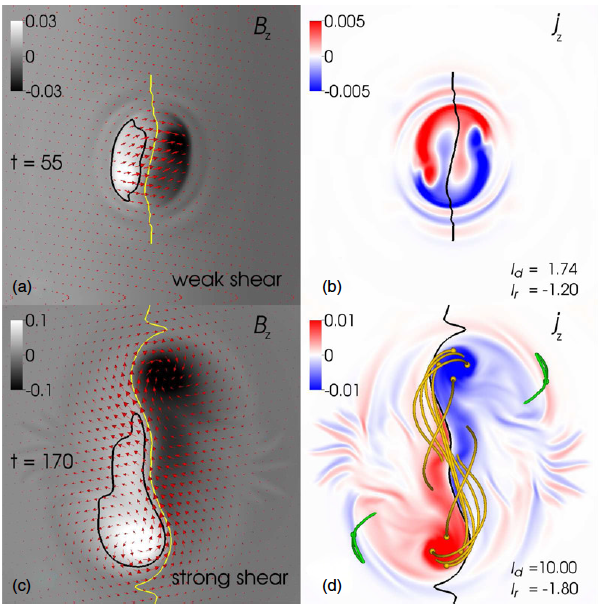 0.03
0
-0.03
B_z
t = 55
(a)
weak shear
0.005
0
-0.005
j_z
(b)
I_d = 1.74
I_r = -1.20
0.1
0
-0.1
B_z
t = 170
(c)
strong shear
0.01
0
-0.01
j_z
(d)
I_d =10.00
I_r = -1.80